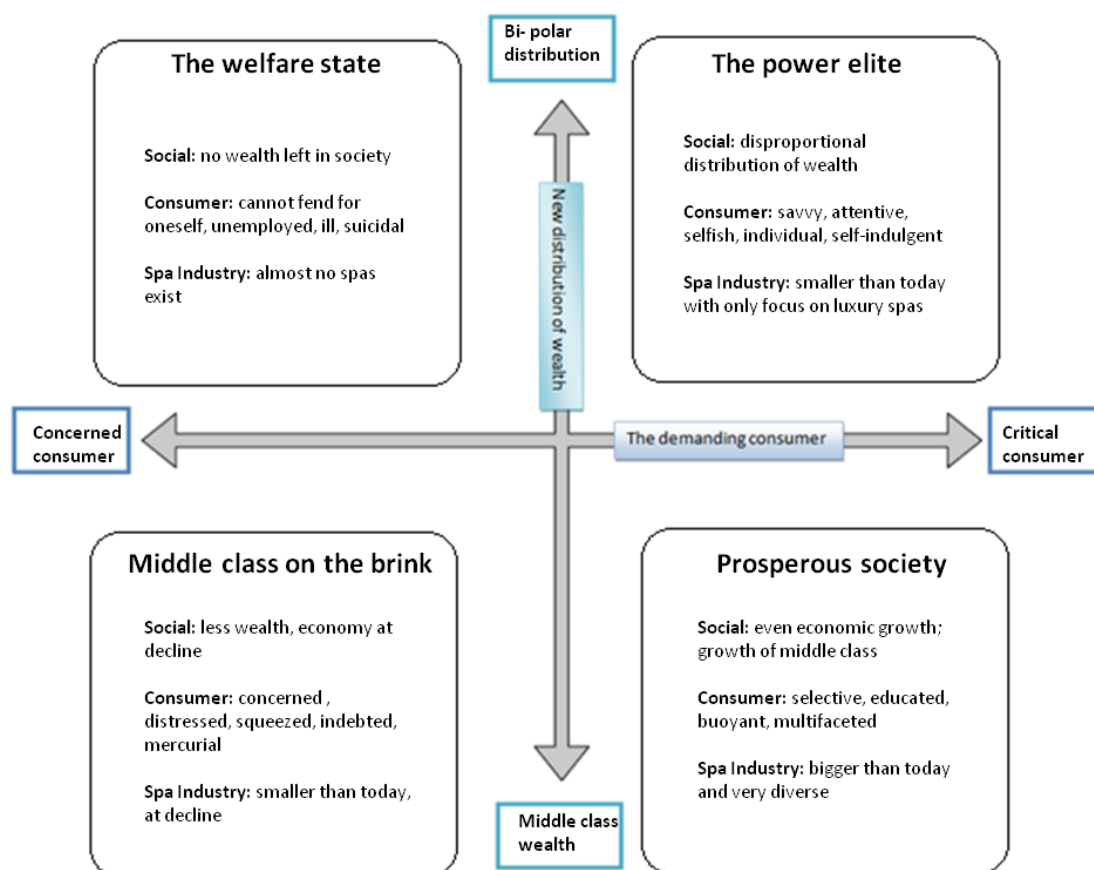 Bi- polar
distribution
The welfare state
Social: no wealth left in society
Consumer: cannot fend for
oneself, unemployed, ill, suicidal
Spa Industry: almost no spas
exist
The power elite
Social: disproportional
distribution of wealth
Consumer: savvy, attentive,
selfish, individual, self-indulgent
Spa Industry: smaller than today
with only focus on luxury spas
New distribution of
wealth
Concerned
consumer
The demanding consumer
Critical
consumer
Middle class on the brink
Social: less wealth, economy at
decline
Consumer: concerned ,
distressed, squeezed, indebted,
mercurial
Spa Industry: smaller than today,
at decline
Prosperous society
Social: even economic growth;
growth of middle class
Consumer: selective, educated,
buoyant, multifaceted
Spa Industry: bigger than today
and very diverse
Middle class
wealth